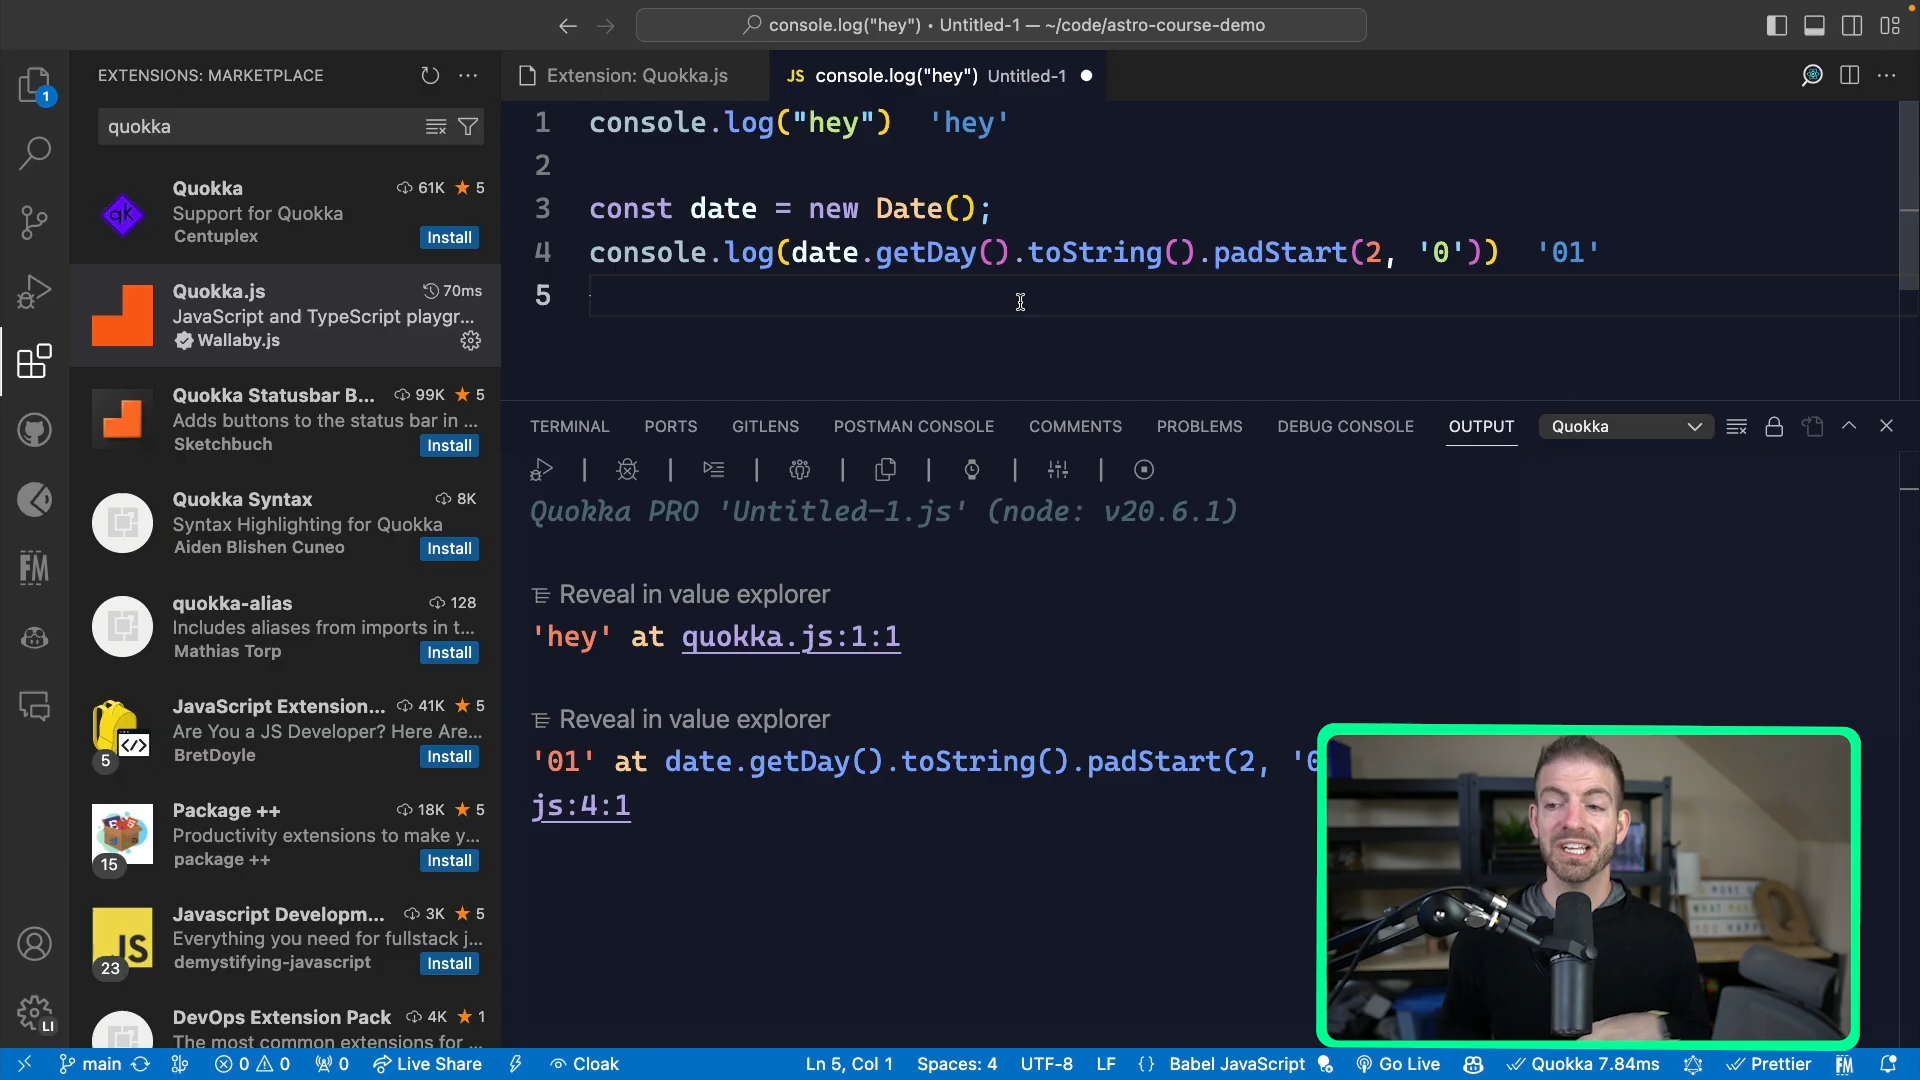 console.log("hey") • Untitled-1 — ~/code/astro-course-demo
EXTENSIONS: MARKETPLACE
Extension: Quokka.js
JS console.log("hey") Untitled-1
1
quokka
Quokka 61K 5
Support for Quokka
Centuplex Install
Quokka.js 70ms
JavaScript and TypeScript playgr...
Wallaby.js
Quokka Statusbar B... 99K 5
Adds buttons to the status bar in ...
Sketchbuch Install
Quokka Syntax 8K
Syntax Highlighting for Quokka
Aiden Blishen Cuneo Install
quokka-alias 128
Includes aliases from imports in t...
Mathias Torp Install
JavaScript Extension... 41K 5
Are You a JS Developer? Here Are...
5 BretDoyle Install
Package ++ 18K 5
Productivity extensions to make y...
15 package ++ Install
Javascript Developm... 3K 5
Everything you need for fullstack j...
JS 23 demystifying-javascript Install
DevOps Extension Pack 4K 1
The most common extensions for ...
qk
FM
LI
1 console.log("hey") 'hey'
2
3 const date = new Date();
4 console.log(date.getDay().toString().padStart(2, '0')) '01'
5
TERMINAL PORTS GITLENS POSTMAN CONSOLE COMMENTS PROBLEMS DEBUG CONSOLE OUTPUT Quokka
Quokka PRO 'Untitled-1.js' (node: v20.6.1)
Reveal in value explorer
'hey' at quokka.js:1:1
Reveal in value explorer
'01' at date.getDay().toString().padStart(2, '0
js:4:1
main 0 0 0 Live Share Cloak Ln 5, Col 1 Spaces: 4 UTF-8 LF {} Babel JavaScript Go Live Quokka 7.84ms Prettier FM